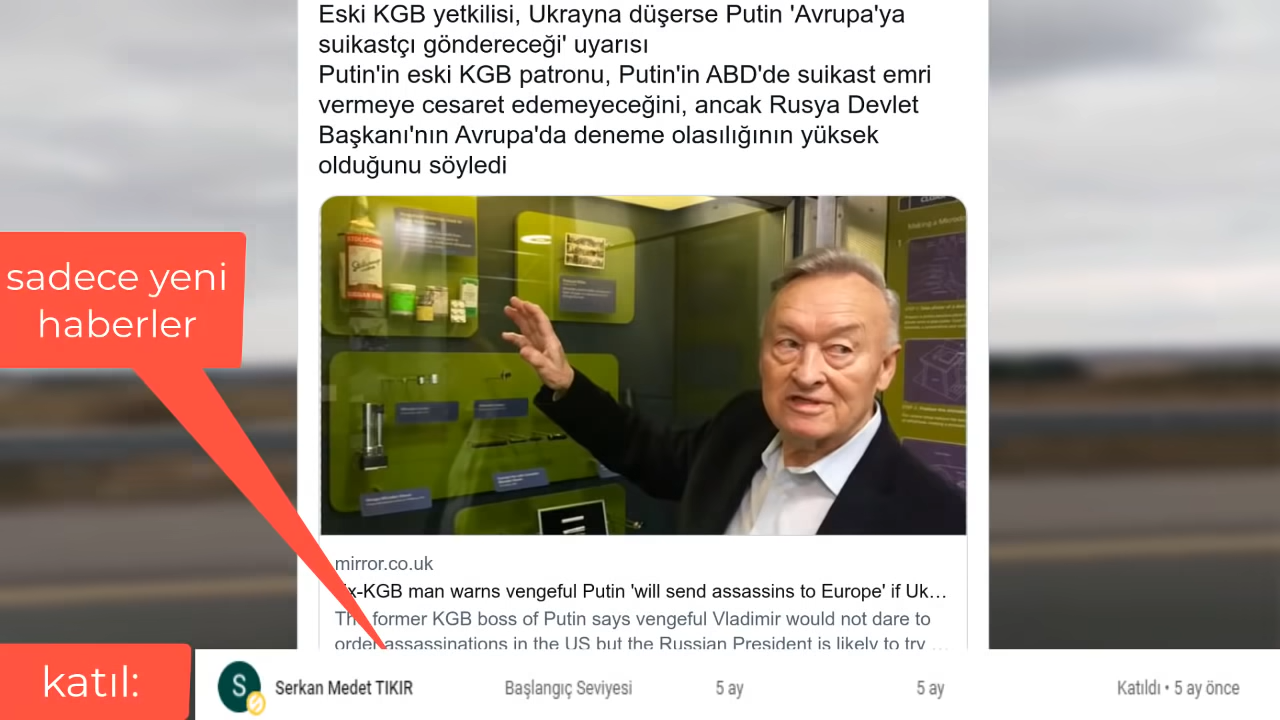 Eski KGB yetkilisi, Ukrayna düşerse Putin 'Avrupa'ya
suikastçı göndereceği' uyarısı
Putin'in eski KGB patronu, Putin'in ABD'de suikast emri
vermeye cesaret edemeyeceğini, ancak Rusya Devlet
Başkanı'nın Avrupa'da deneme olasılığının yüksek
olduğunu söyledi
sadece yeni
haberler
mirror.co.uk
KGB man warns vengeful Putin 'will send assassins to Europe' if Uk...
former KGB boss of Putin says vengeful Vladimir would not dare to
order assassinations in the US but the Russian President is likely to try ...
katıl:
S
Serkan Medet TIKIR
Başlangıç Seviyesi
5 ay
5 ay
Katıldı • 5 ay önce